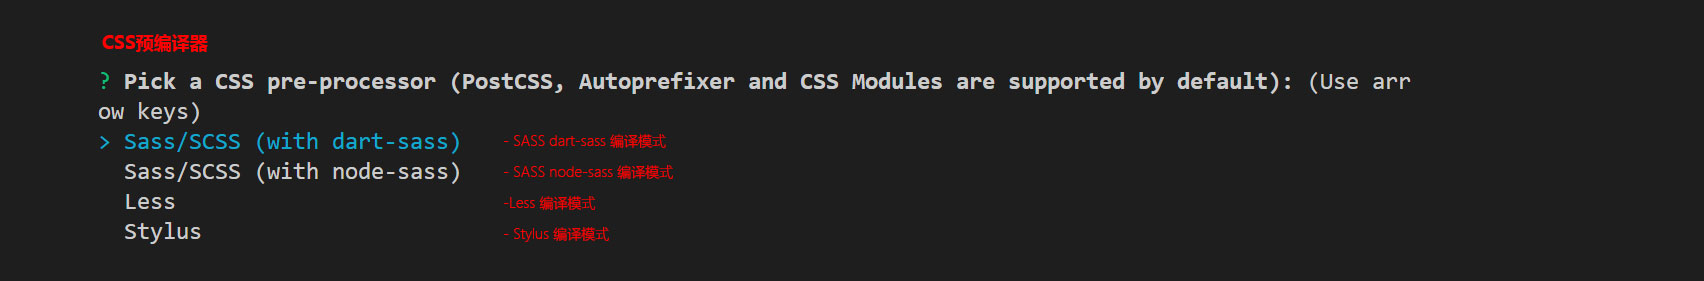 CSS预编译器
? Pick a CSS pre-processor (PostCSS, Autoprefixer and CSS Modules are supported by default): (Use arr
ow keys)
> Sass/SCSS (with dart-sass) - SASS dart-sass 编译模式
Sass/SCSS (with node-sass) - SASS node-sass 编译模式
Less -Less 编译模式
Stylus - Stylus 编译模式